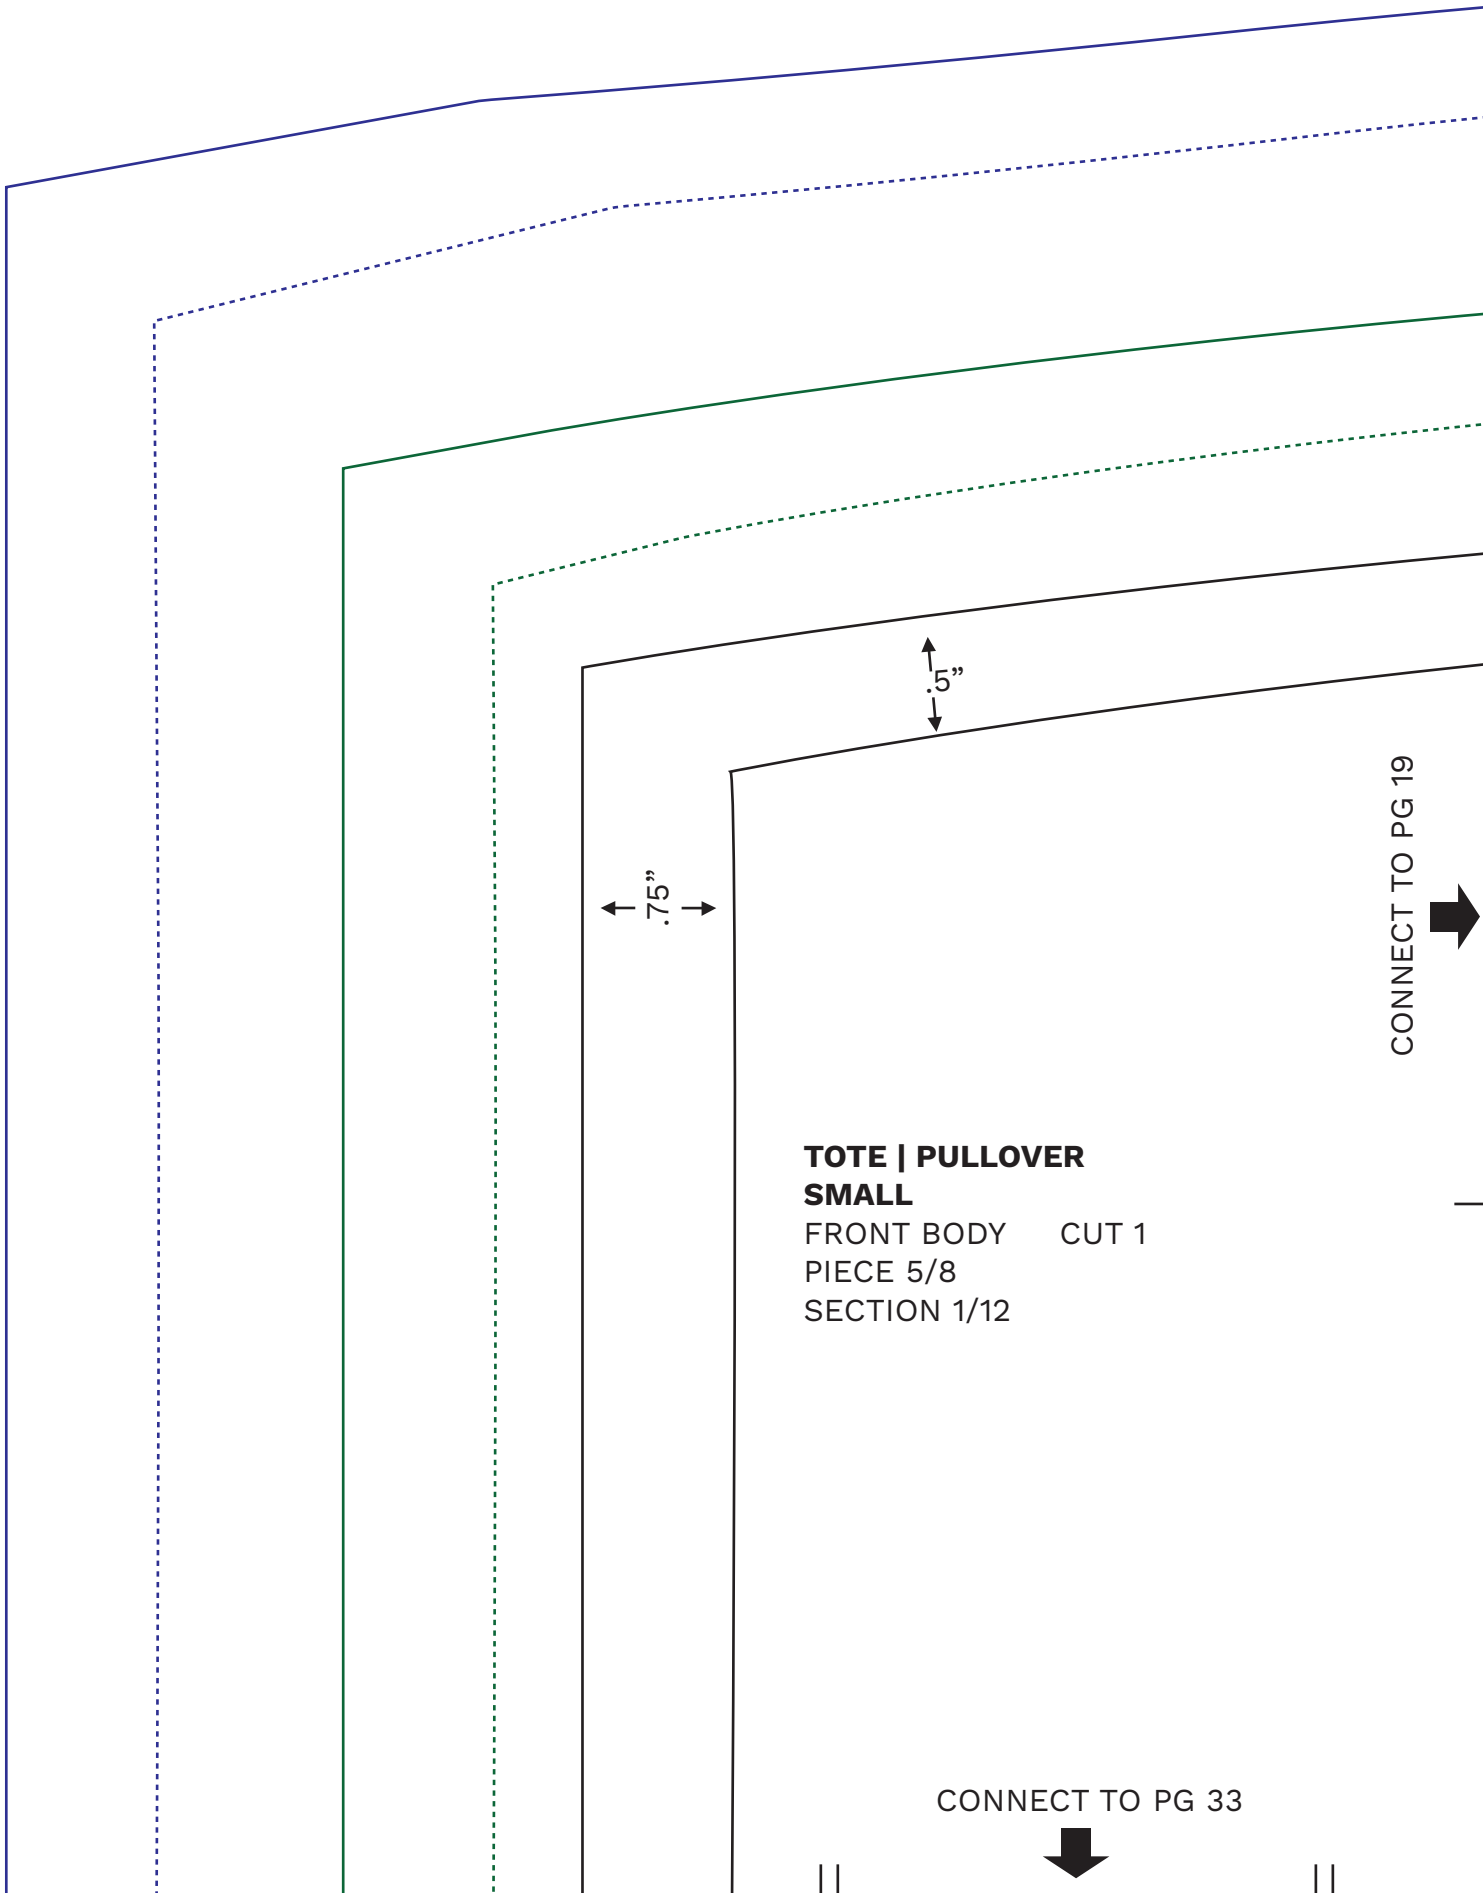 .5”
.75”
CONNECT TO PG 19
TOTE | PULLOVER
SMALL
FRONT BODY CUT 1
PIECE 5/8
SECTION 1/12
CONNECT TO PG 33